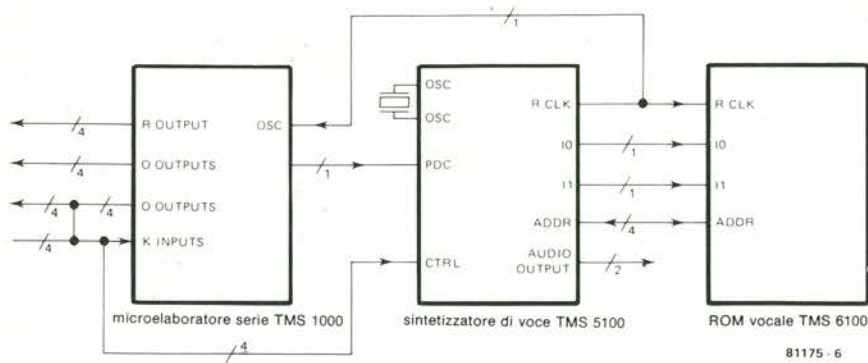 1
OSC
OSC
R CLK
R CLK
R OUTPUT
OSC
4
O OUTPUTS
4
1
PDC
I0
1
I0
O OUTPUTS
4
4
I1
1
I1
K INPUTS
4
ADDR
4
ADDR
CTRL
AUDIO
OUTPUT
2
microelaboratore serie TMS 1000
sintetizzatore di voce TMS 5100
ROM vocale TMS 6100
4
81175 - 6